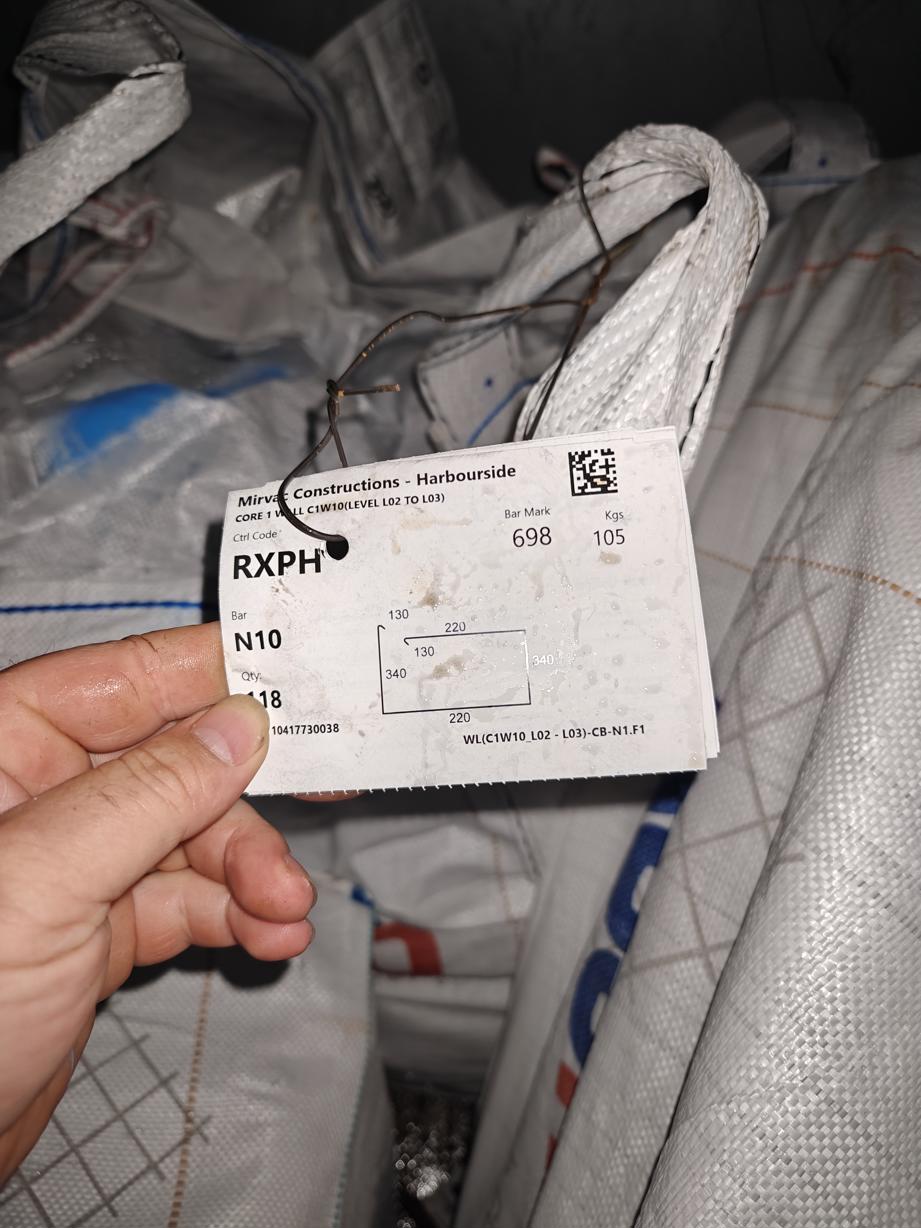 Mirvac Constructions - Harbourside
CORE 1 WALL C1W10(LEVEL L02 TO L03)
Ctrl Code
Bar Mark
Kgs
RXPH
698
105
Bar
N10
130
220
130
340
340
220
Qty:
118
10417730038
WL(C1W10_L02 - L03)-CB-N1.F1